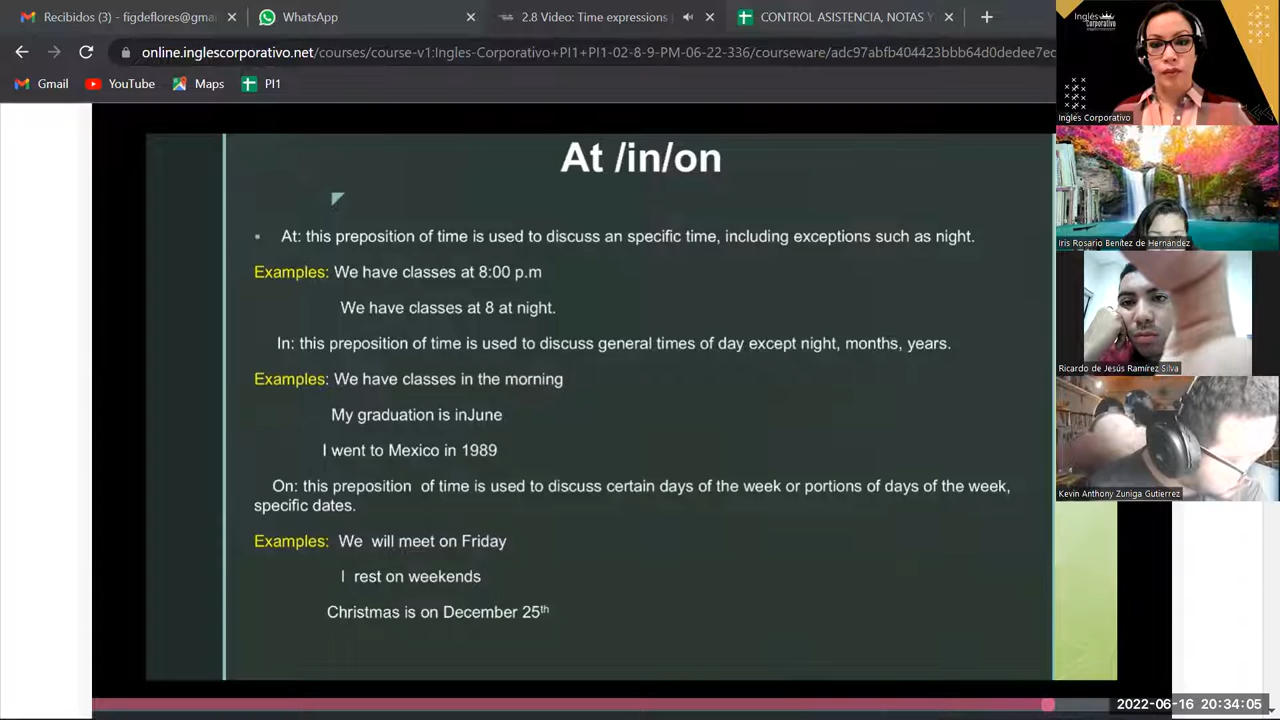 Recibidos (3) - figdeflores@gma
WhatsApp
2.8 Video: Time expressions
CONTROL ASISTENCIA, NOTAS Y
online.inglescorporativo.net/courses/course-v1:Ingles-Corporativo+PI1+PI1-02-8-9-PM-06-22-336/courseware/adc97abfb404423bbb64d0dedee7ec
Gmail
YouTube
Maps
PI1
At /in/on
At: this preposition of time is used to discuss an specific time, including exceptions such as night.
Examples: We have classes at 8:00 p.m
We have classes at 8 at night.
In: this preposition of time is used to discuss general times of day except night, months, years.
Examples: We have classes in the morning
My graduation is inJune
I went to Mexico in 1989
On: this preposition of time is used to discuss certain days of the week or portions of days of the week,
specific dates.
Examples: We will meet on Friday
I rest on weekends
Christmas is on December 25th
Inglés
Corporativo
Inglés Corporativo
Iris Rosario Benítez de Hernández
Ricardo de Jesús Ramírez Silva
Kevin Anthony Zuniga Gutierrez
2022-06-16 20:34:05